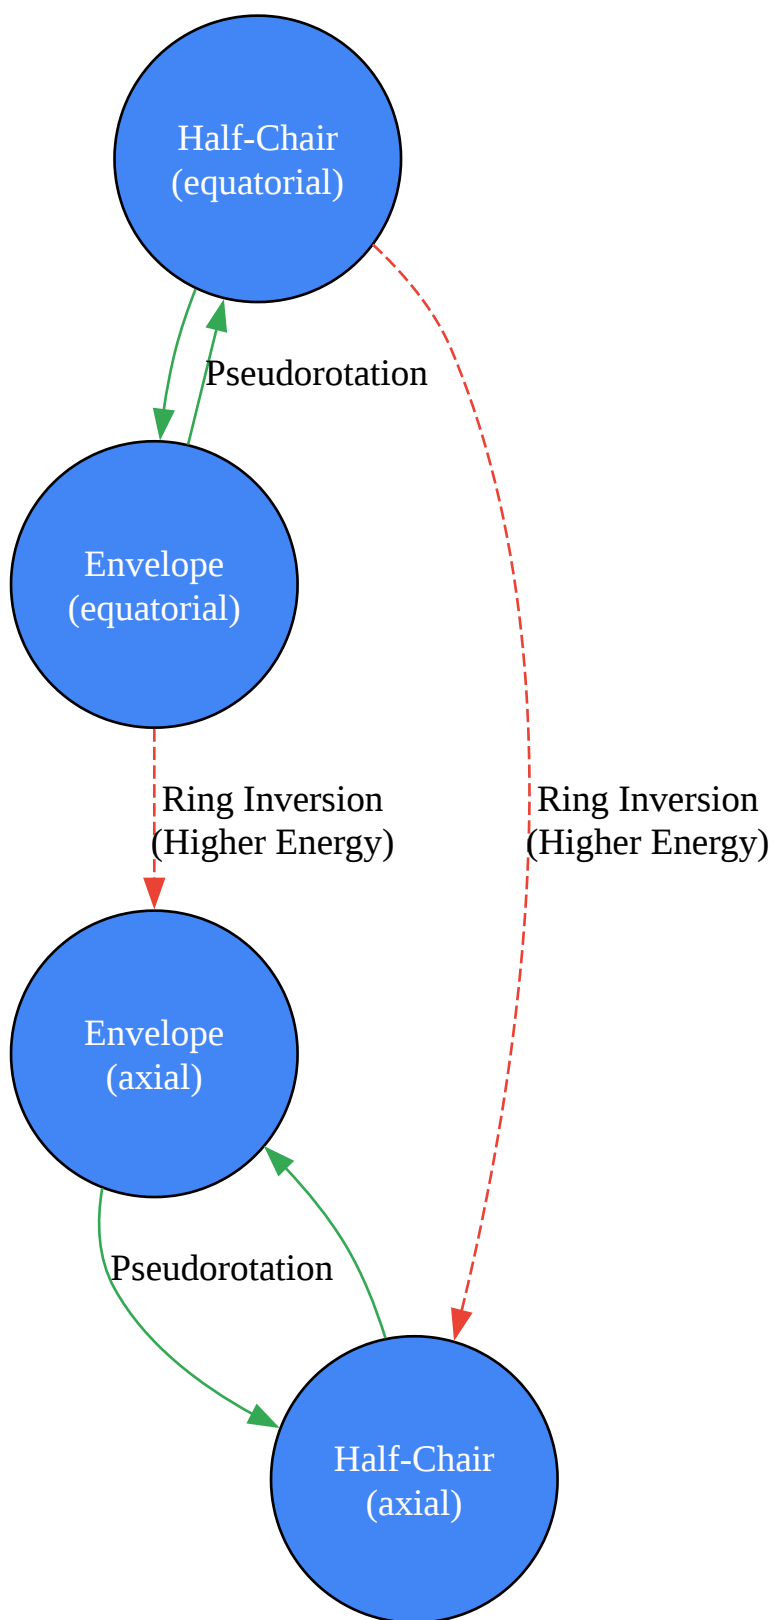 Half-Chair
(equatorial)
Pseudorotation
Envelope
(equatorial)
Ring Inversion
(Higher Energy)
Ring Inversion
(Higher Energy)
Envelope
(axial)
Pseudorotation
Half-Chair
(axial)